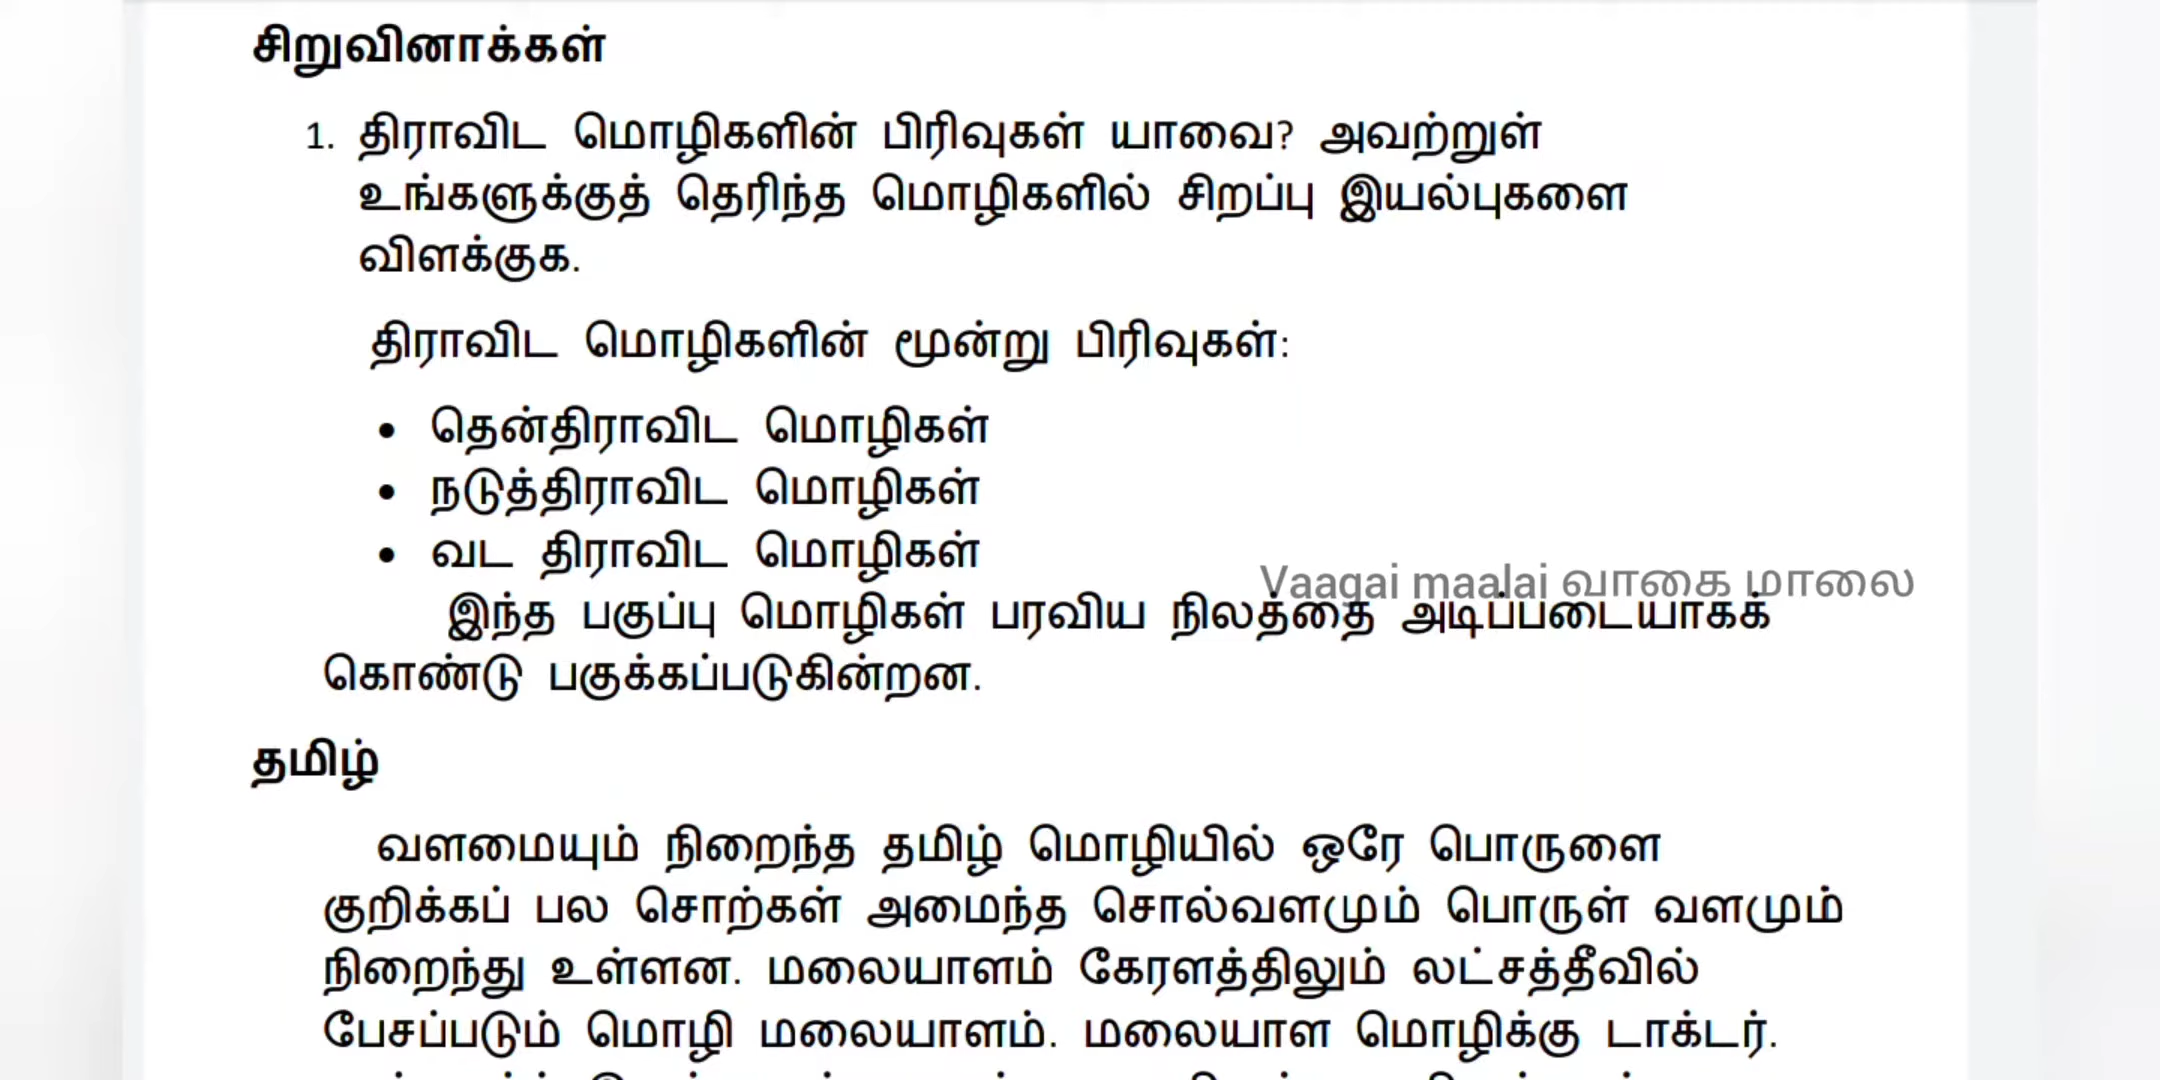 சிறுவினாக்கள்
1. திராவிட மொழிகளின் பிரிவுகள் யாவை? அவற்றுள்
உங்களுக்குத் தெரிந்த மொழிகளில் சிறப்பு இயல்புகளை
விளக்குக.
திராவிட மொழிகளின் மூன்று பிரிவுகள்:
• தென்திராவிட மொழிகள்
• நடுத்திராவிட மொழிகள்
• வட திராவிட மொழிகள்
Vaagai maalai வாகை மாலை
இந்த பகுப்பு மொழிகள் பரவிய நிலத்தை அடிப்படையாகக்
கொண்டு பகுக்கப்படுகின்றன.
தமிழ்
வளமையும் நிறைந்த தமிழ் மொழியில் ஒரே பொருளை
குறிக்கப் பல சொற்கள் அமைந்த சொல்வளமும் பொருள் வளமும்
நிறைந்து உள்ளன. மலையாளம் கேரளத்திலும் லட்சத்தீவில்
பேசப்படும் மொழி மலையாளம். மலையாள மொழிக்கு டாக்டர்.